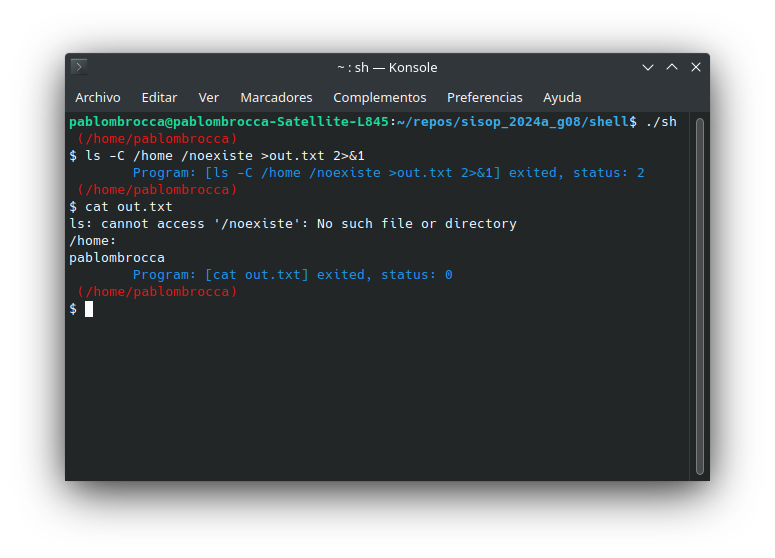 ~ : sh — Konsole
Archivo Editar Ver Marcadores Complementos Preferencias Ayuda
pablombrocca@pablombrocca-Satellite-L845:~/repos/sisop_2024a_g08/shell$ ./sh
(/home/pablombrocca)
$ ls -C /home /noexiste >out.txt 2>&1
Program: [ls -C /home /noexiste >out.txt 2>&1] exited, status: 2
(/home/pablombrocca)
$ cat out.txt
ls: cannot access '/noexiste': No such file or directory
/home:
pablombrocca
Program: [cat out.txt] exited, status: 0
(/home/pablombrocca)
$